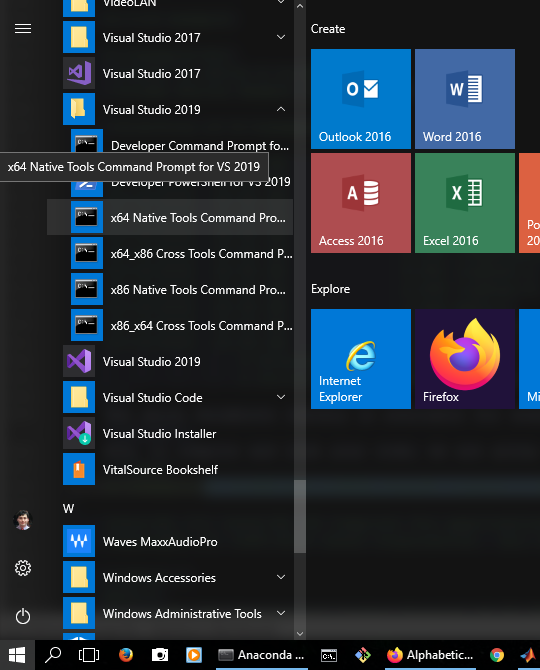 VideoLAN
Visual Studio 2017
Visual Studio 2017
Visual Studio 2019
Developer Command Prompt fo...
x64 Native Tools Command Prompt for VS 2019
Developer PowerShell for VS 2019
x64 Native Tools Command Pro...
x64_x86 Cross Tools Command P...
x86 Native Tools Command Pro...
x86_x64 Cross Tools Command P...
Visual Studio 2019
Visual Studio Code
Visual Studio Installer
VitalSource Bookshelf
W
Waves MaxxAudioPro
Windows Accessories
Windows Administrative Tools
Create
Outlook 2016
Word 2016
Access 2016
Excel 2016
Po
20
Explore
Internet
Explorer
Firefox
Mi
Anaconda ...
Alphabetic...